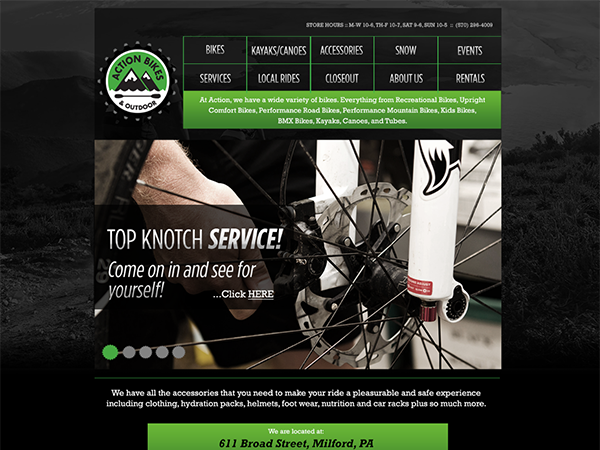 STORE HOURS :: M-W 10-6, TH-F 10-7, SAT 9-6, SUN 10-5 :: (570) 296-4009
BIKES KAYAKS/CANOES ACCESSORIES SNOW EVENTS
SERVICES LOCAL RIDES CLOSEOUT ABOUT US RENTALS
ACTION BIKES
& OUTDOOR
At Action, we have a wide variety of bikes. Everything from Recreational Bikes, Upright
Comfort Bikes, Performance Road Bikes, Performance Mountain Bikes, Kids Bikes,
BMX Bikes, Kayaks, Canoes, and Tubes.
TOP KNOTCH SERVICE!
Come on in and see for
yourself!
...Click HERE
We have all the accessories that you need to make your ride a pleasurable and safe experience
including clothing, hydration packs, helmets, foot wear, nutrition and car racks plus so much more.
We are located at:
611 Broad Street, Milford, PA